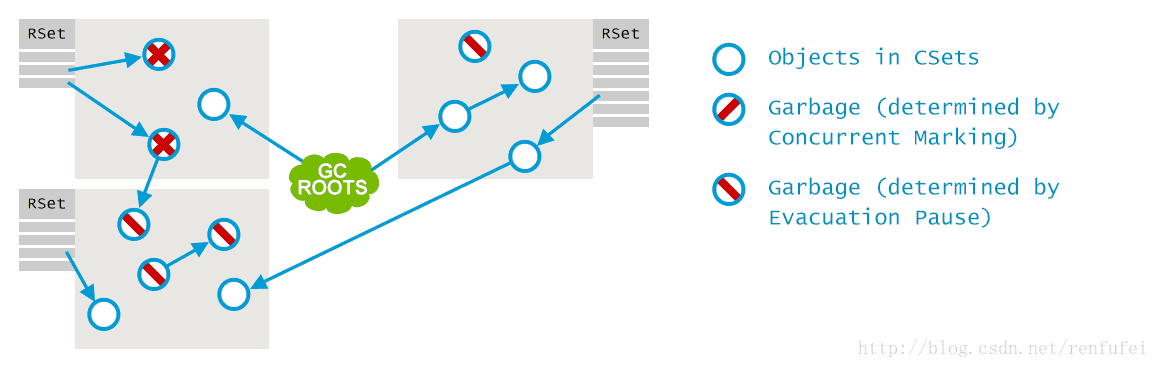 RSet
RSet
GC
ROOTS
RSet
Objects in CSets
Garbage (determined by
Concurrent Marking)
Garbage (determined by
Evacuation Pause)
http://blog.csdn.net/renfufei